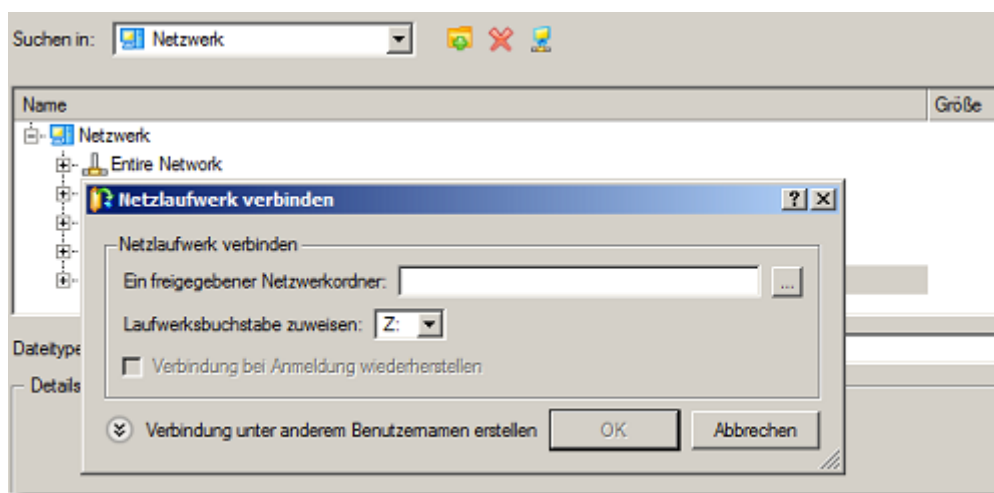 Suchen in: Netzwerk
Name Größe
Netzwerk
Entire Network
Netzlaufwerk verbinden
Netzlaufwerk verbinden
Ein freigegebener Netzwerkordner: ...
Laufwerksbuchstabe zuweisen: Z:
Verbindung bei Anmeldung wiederherstellen
Dateitype
Details
Verbindung unter anderem Benutzernamen erstellen OK Abbrechen